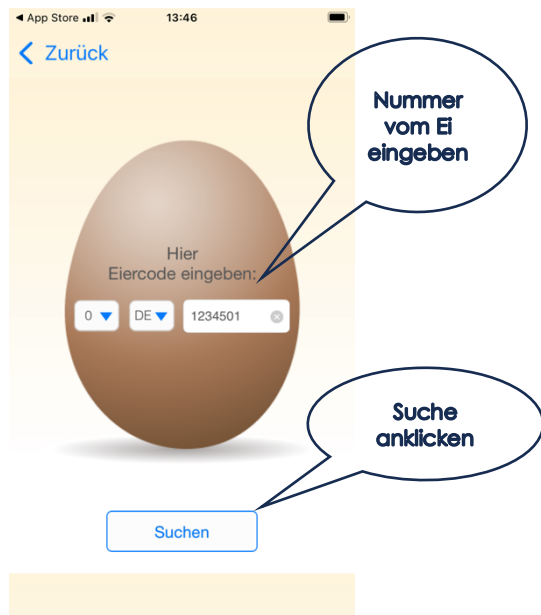 App Store
13:46
Zurück
Nummer
vom Ei
eingeben
Hier
Eiercode eingeben:
0 DE 1234501
Suche
anklicken
Suchen